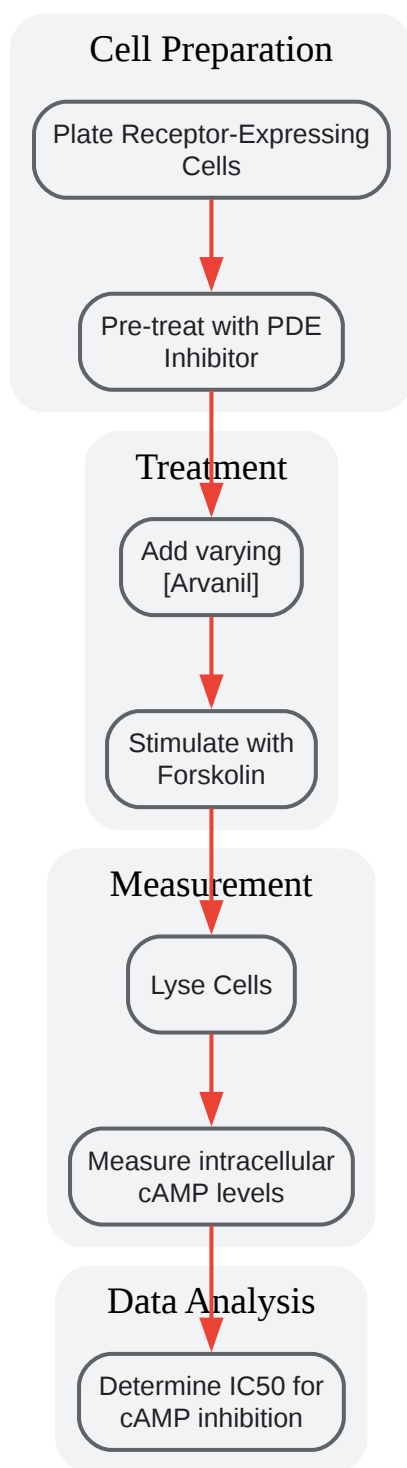 Cell Preparation
Plate Receptor-Expressing
Cells
Pre-treat with PDE
Inhibitor
Treatment
Add varying
[Arvanil]
Stimulate with
Forskolin
Measurement
Lyse Cells
Measure intracellular
cAMP levels
Data Analysis
Determine IC50 for
cAMP inhibition